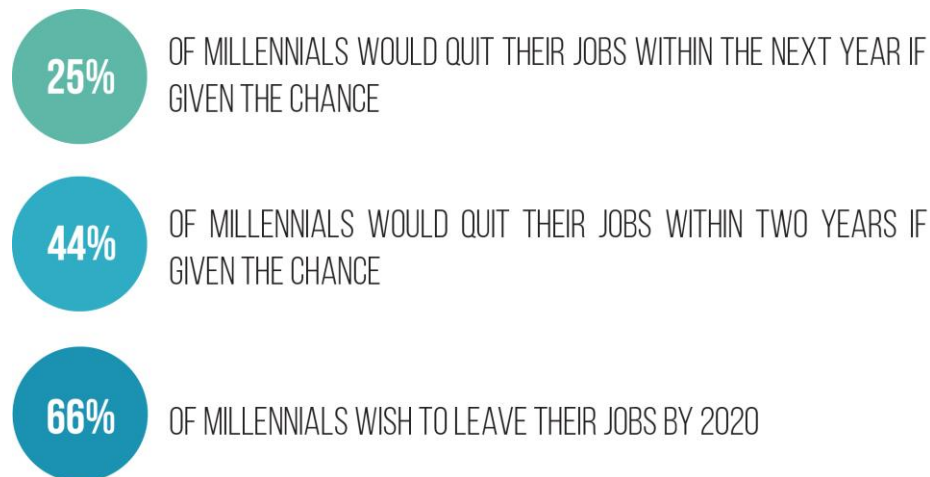 25%
OF MILLENNIALS WOULD QUIT THEIR JOBS WITHIN THE NEXT YEAR IF
GIVEN THE CHANCE
44%
OF MILLENNIALS WOULD QUIT THEIR JOBS WITHIN TWO YEARS IF
GIVEN THE CHANCE
66%
OF MILLENNIALS WISH TO LEAVE THEIR JOBS BY 2020